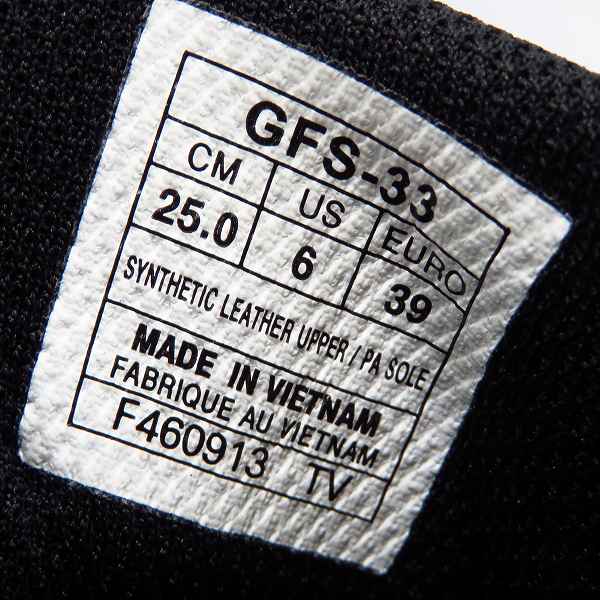 GFS-33
CM US EURO
25.0 6 39
SYNTHETIC LEATHER UPPER / PA SOLE
MADE IN VIETNAM
FABRIQUE AU VIETNAM
F460913 TV